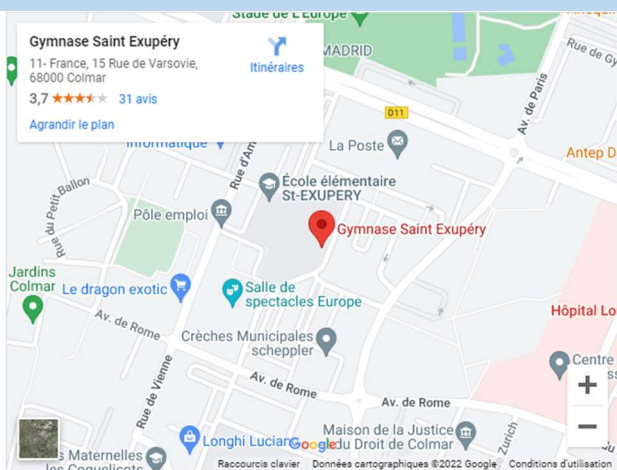 Stade de L'Europe
Gymnase Saint Exupéry
11- France, 15 Rue de Varsovie,
68000 Colmar
3,7
31 avis
Agrandir le plan
Itinéraires
MADRID
Rue de Gy
Av. de Paris
D11
La Poste
Antep D
Informatique
Rue d'Am
École élémentaire
St-EXUPERY
Rue du Petit Ballon
Pôle emploi
Gymnase Saint Exupéry
Jardins
Colmar
Le dragon exotic
Salle de
spectacles Europe
Hôpital Lo
Av. de Rome
Crèches Municipales
scheppler
Centre
Rue de Vienne
Av. de Rome
Av. de Rome
+
−
Longhi Lucian
Google
Maison de la Justice
du Droit de Colmar
Zurich
s Maternelles
les Coquelicots
Raccourcis clavier
Données cartographiques ©2022 Google
Conditions d'utilisation